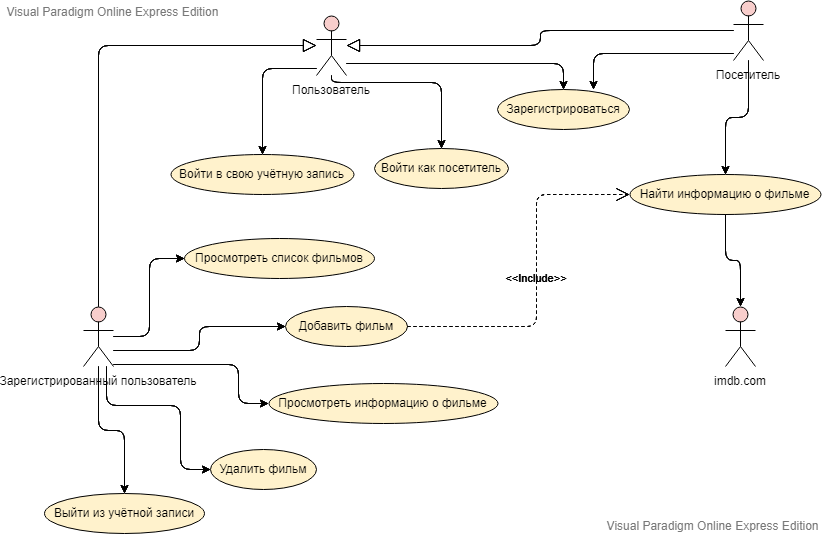 Visual Paradigm Online Express Edition
Пользователь
Посетитель
Зарегистрироваться
Войти в свою учётную запись
Войти как посетитель
Найти информацию о фильме
Просмотреть список фильмов
<<Include>>
Добавить фильм
Зарегистрированный пользователь
imdb.com
Просмотреть информацию о фильме
Удалить фильм
Выйти из учётной записи
Visual Paradigm Online Express Edition